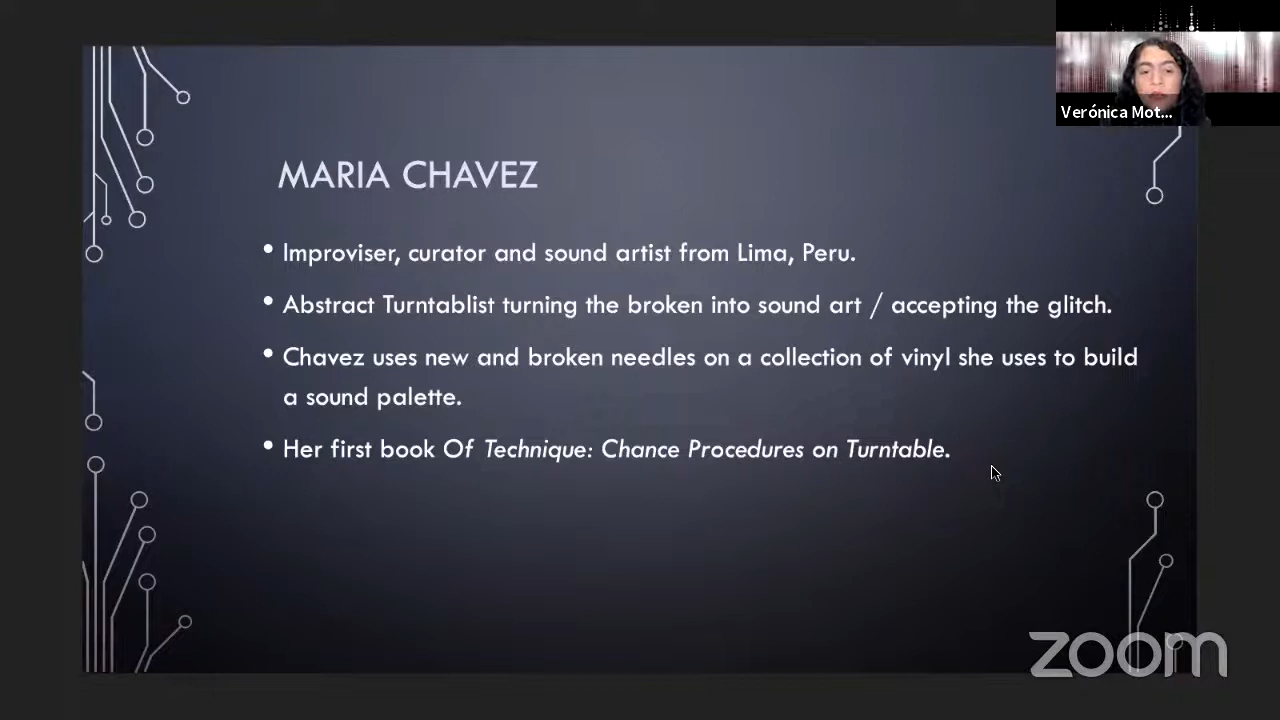 Verónica Mot...
MARIA CHAVEZ
• Improviser, curator and sound artist from Lima, Peru.
• Abstract Turntablist turning the broken into sound art / accepting the glitch.
• Chavez uses new and broken needles on a collection of vinyl she uses to build
a sound palette.
• Her first book Of Technique: Chance Procedures on Turntable.
zoom